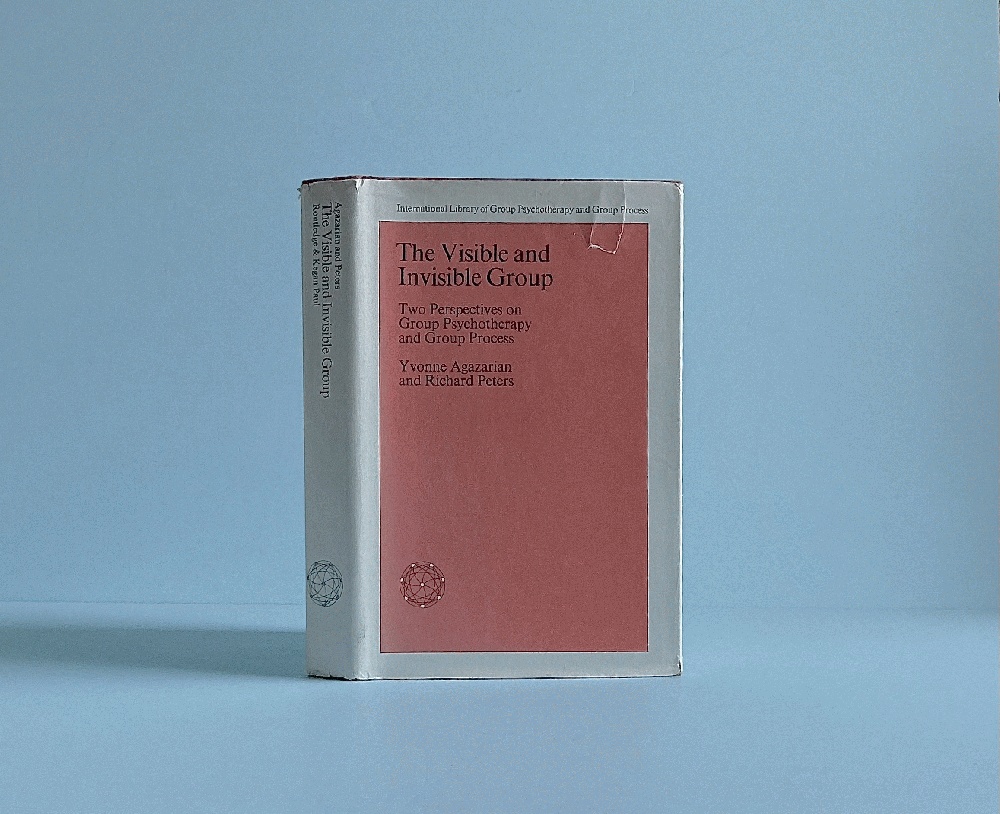 International Library of Group Psychotherapy and Group Process
The Visible and
Invisible Group
Two Perspectives on
Group Psychotherapy
and Group Process
Yvonne Agazarian
and Richard Peters
Agazarian and Peters
The Visible and Invisible Group
Routledge & Kegan Paul